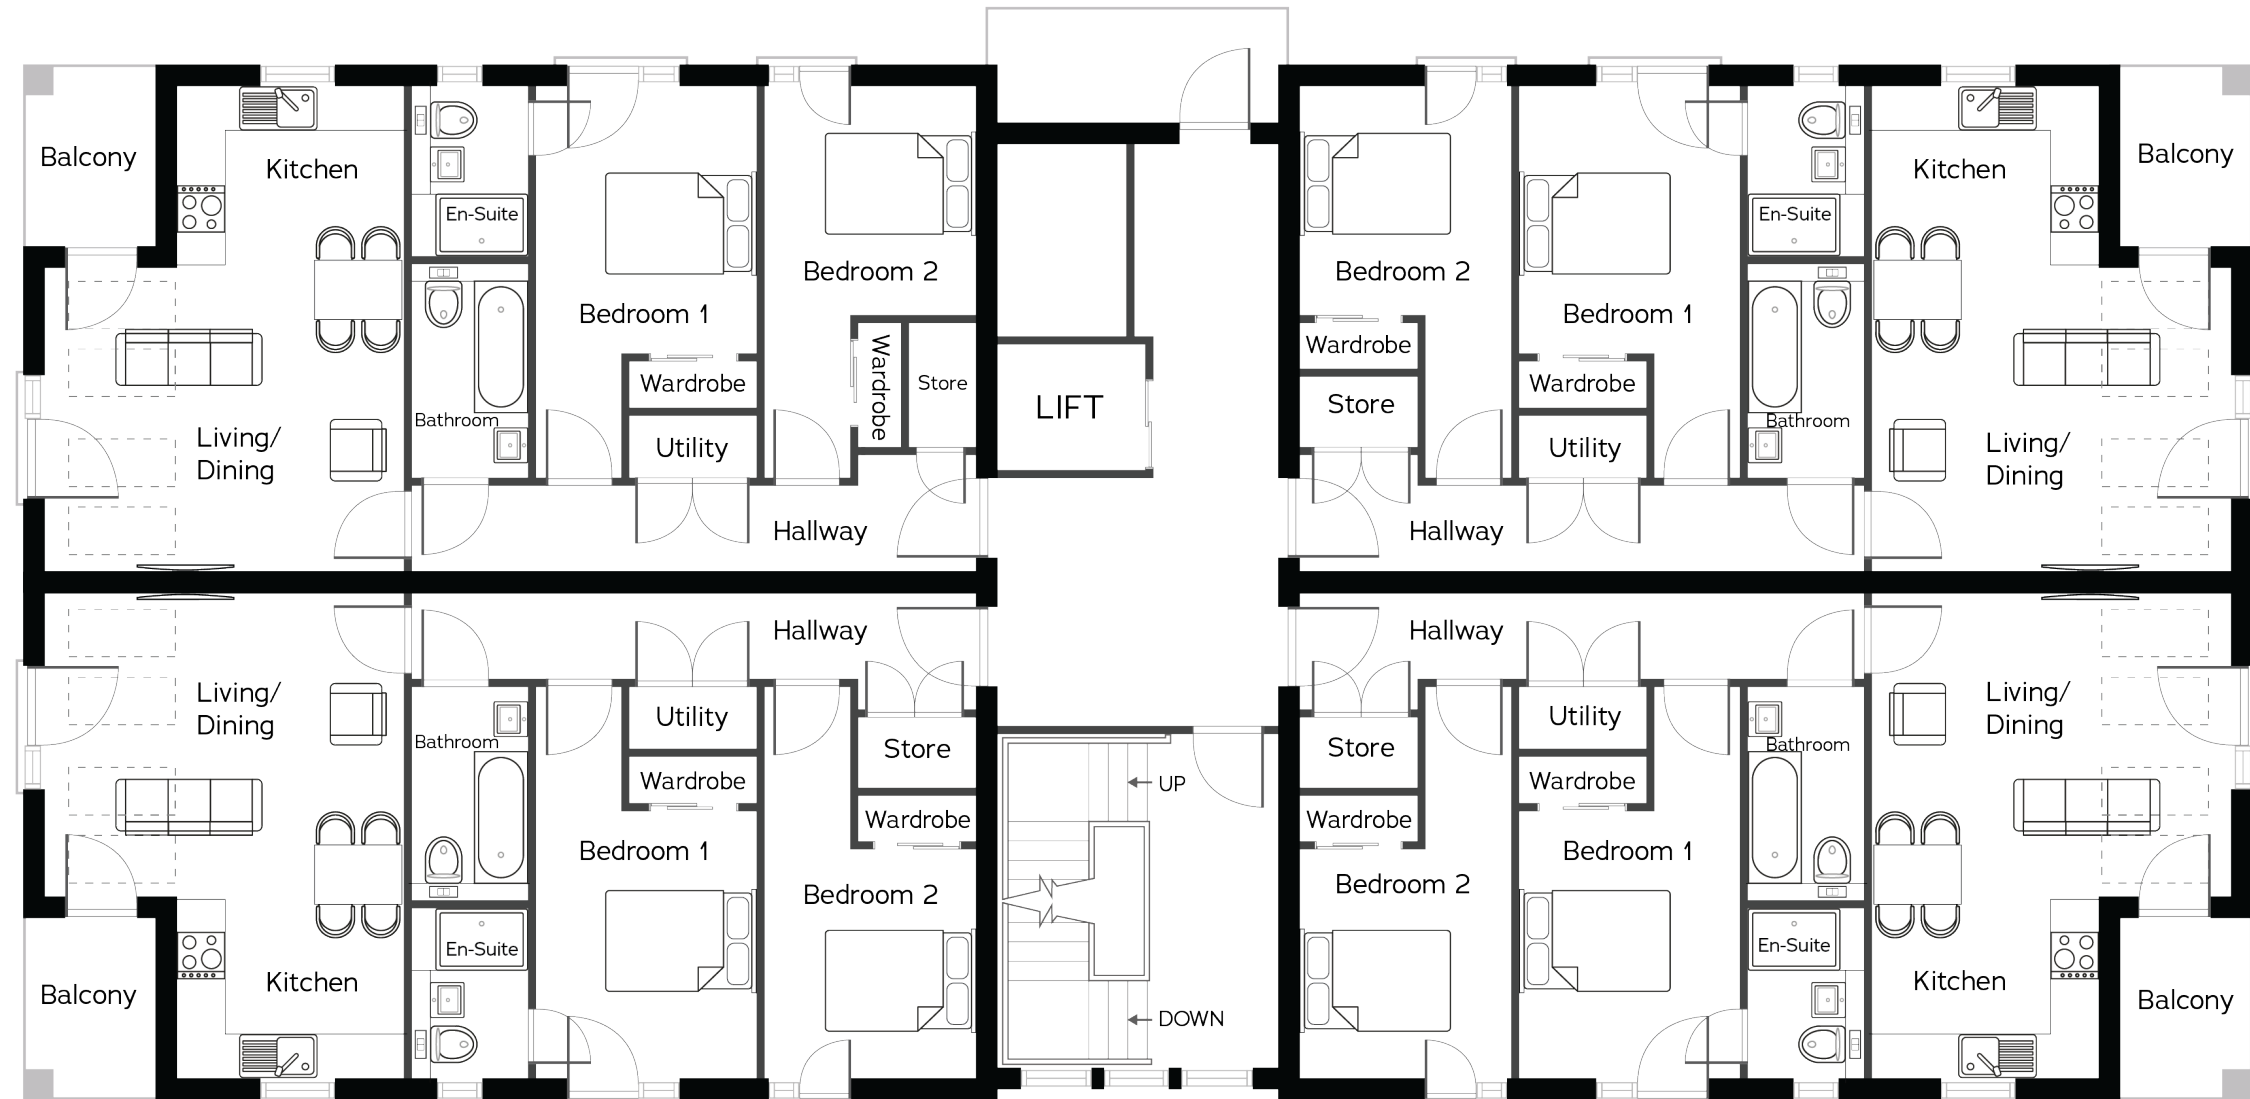 Balcony
Kitchen
En-Suite
Bedroom 1
Bedroom 2
Wardrobe
Wardrobe
Store
Bathroom
Utility
Living/
Dining
Hallway
LIFT
Bedroom 2
Bedroom 1
En-Suite
Kitchen
Balcony
Wardrobe
Wardrobe
Store
Utility
Bathroom
Living/
Dining
Hallway
Hallway
Living/
Dining
Bathroom
Utility
Store
Wardrobe
Wardrobe
Bedroom 1
Bedroom 2
En-Suite
Kitchen
Balcony
UP
DOWN
Hallway
Store
Utility
Bathroom
Living/
Dining
Wardrobe
Wardrobe
Bedroom 2
Bedroom 1
En-Suite
Kitchen
Balcony